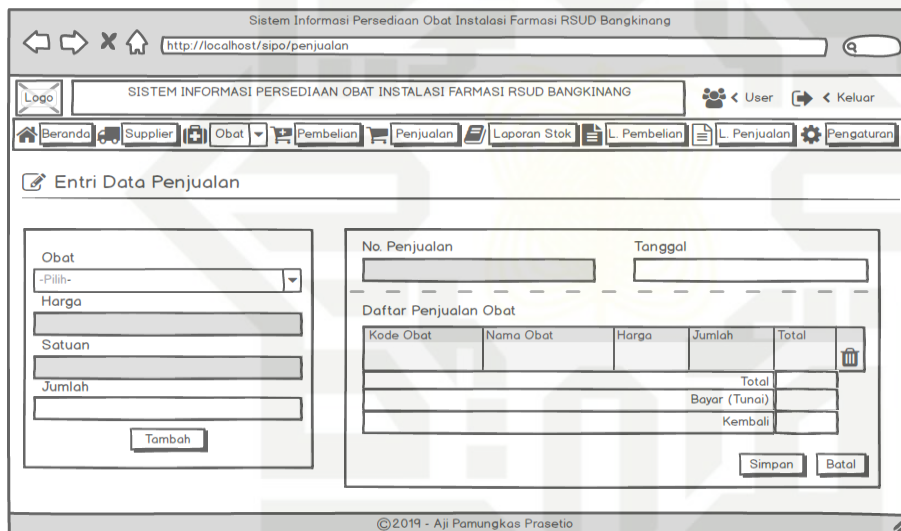 Sistem Informasi Persediaan Obat Instalasi Farmasi RSUD Bangkinang
http://localhost/sipo/penjualan
Logo
SISTEM INFORMASI PERSEDIAAN OBAT INSTALASI FARMASI RSUD BANGKINANG
< User
< Keluar
Beranda Supplier Obat Pembelian Penjualan Laporan Stok L. Pembelian L. Penjualan Pengaturan
Entri Data Penjualan
Obat
-Pilih-
Harga
Satuan
Jumlah
Tambah
No. Penjualan Tanggal
Daftar Penjualan Obat
Kode Obat Nama Obat Harga Jumlah Total
Total
Bayar (Tunai)
Kembali
Simpan Batal
©2019 - Aji Pamungkas Prasetio